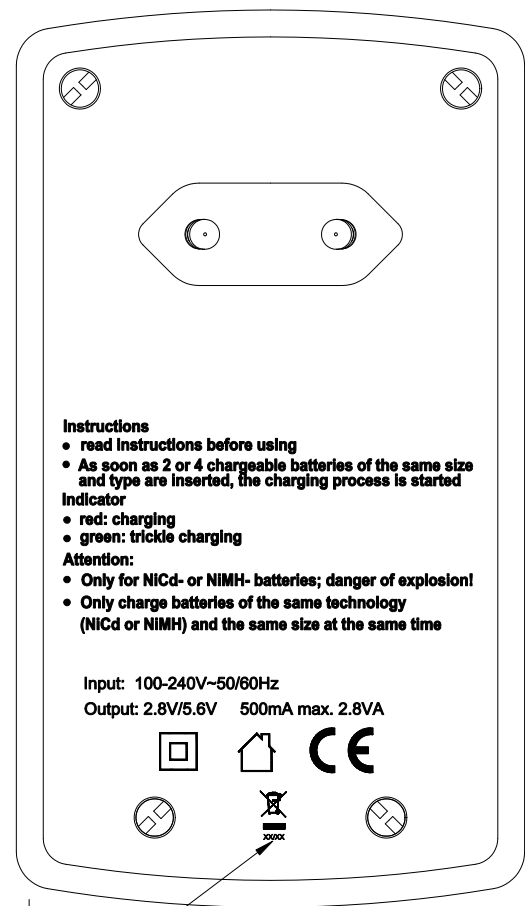 Instructions
● read instructions before using
● As soon as 2 or 4 chargeable batteries of the same size
and type are inserted, the charging process is started
Indicator
● red: charging
● green: trickle charging
Attention:
● Only for NiCd- or NiMH- batteries; danger of explosion!
● Only charge batteries of the same technology
(NiCd or NiMH) and the same size at the same time
Input: 100-240V~50/60Hz
Output: 2.8V/5.6V 500mA max. 2.8VA
CE
xx/xx